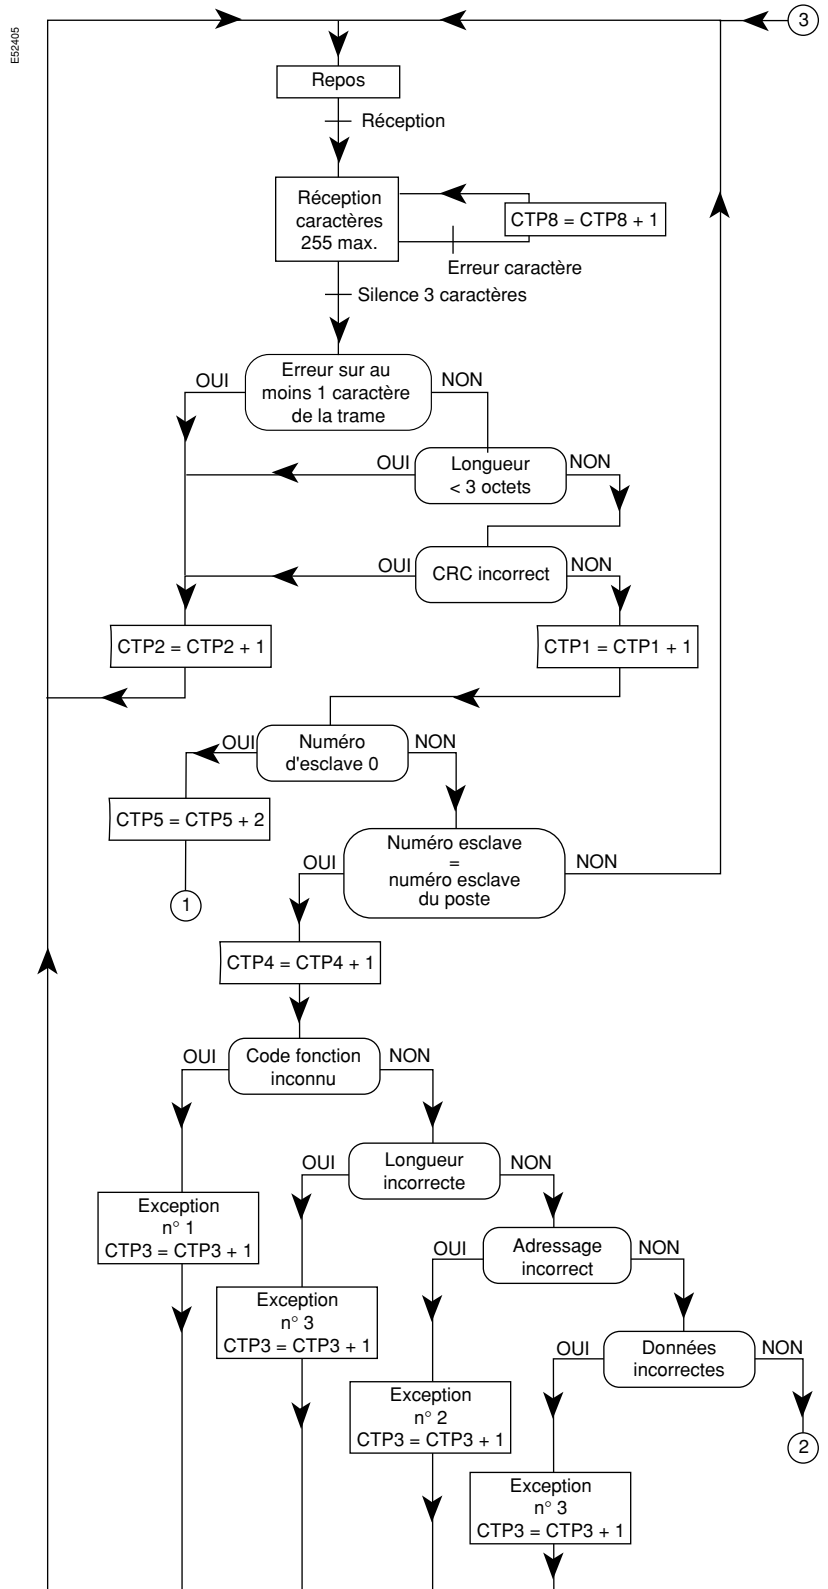 E52405
3
Repos
Réception
Réception
caractères
255 max.
CTP8 = CTP8 + 1
Erreur caractère
Silence 3 caractères
Erreur sur au
moins 1 caractère
de la trame
OUI
NON
Longueur
< 3 octets
OUI
NON
CRC incorrect
OUI
NON
CTP2 = CTP2 + 1
CTP1 = CTP1 + 1
Numéro
d'esclave 0
OUI
NON
CTP5 = CTP5 + 2
1
Numéro esclave
=
numéro esclave
du poste
OUI
NON
CTP4 = CTP4 + 1
Code fonction
inconnu
OUI
NON
Longueur
incorrecte
OUI
NON
Exception
n° 1
CTP3 = CTP3 + 1
Adressage
incorrect
OUI
NON
Exception
n° 3
CTP3 = CTP3 + 1
Données
incorrectes
OUI
NON
Exception
n° 2
CTP3 = CTP3 + 1
2
Exception
n° 3
CTP3 = CTP3 + 1